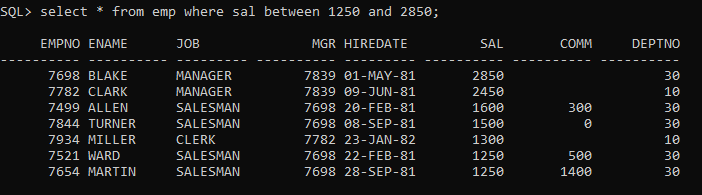 SQL> select * from emp where sal between 1250 and 2850;
EMPNO ENAME JOB MGR HIREDATE SAL COMM DEPTNO
---------- ---------- --------- ---------- --------- ---------- ---------- ----------
7698 BLAKE MANAGER 7839 01-MAY-81 2850 30
7782 CLARK MANAGER 7839 09-JUN-81 2450 10
7499 ALLEN SALESMAN 7698 20-FEB-81 1600 300 30
7844 TURNER SALESMAN 7698 08-SEP-81 1500 0 30
7934 MILLER CLERK 7782 23-JAN-82 1300 10
7521 WARD SALESMAN 7698 22-FEB-81 1250 500 30
7654 MARTIN SALESMAN 7698 28-SEP-81 1250 1400 30